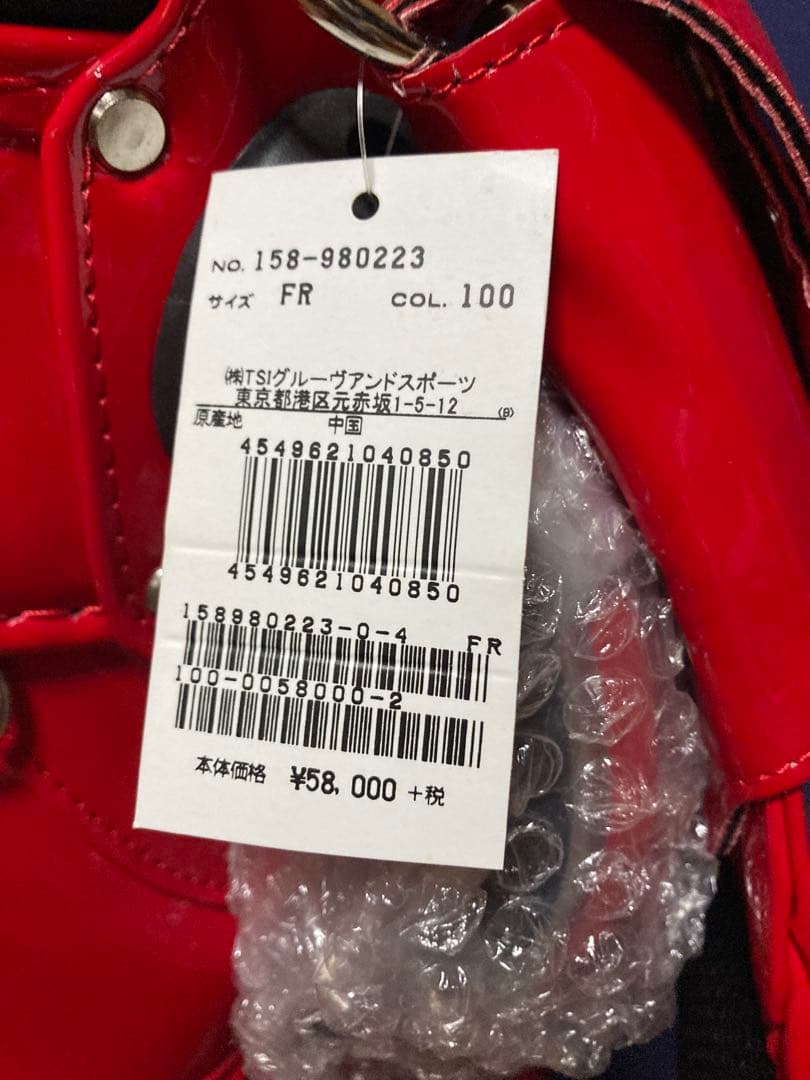 NO. 158-980223
サイズ FR COL. 100
㈱TSIグルーヴアンドスポーツ
東京都港区元赤坂1-5-12 (B)
原産地 中国
4549621040850
4549621040850
158980223-0-4 FR
100-0058000-2
本体価格 ¥58,000 +税